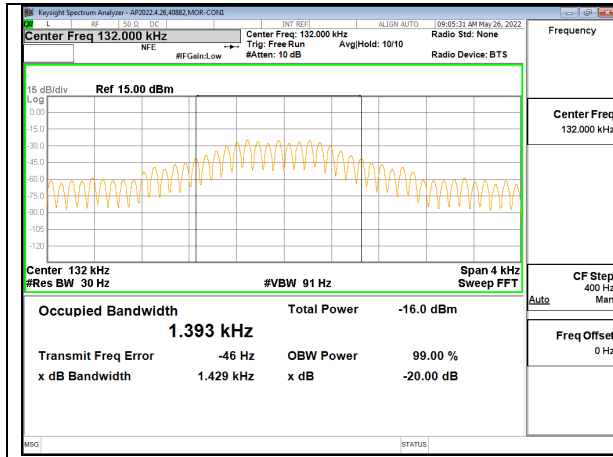 Keysight Spectrum Analyzer - AP2022.4.26,40882,MOR-CON1
L RF 50 Ω DC INT REF ALIGN AUTO 09:05:31 AM May 26, 2022
Center Freq 132.000 kHz Center Freq: 132.000 kHz Radio Std: None Frequency
NFE Trig: Free Run Avg|Hold: 10/10
#IFGain:Low #Atten: 10 dB Radio Device: BTS
15 dB/div Ref 15.00 dBm
Log
0.00
-15.0
-30.0
-45.0
-60.0
-75.0
-90.0
-105
-120
Center Freq
132.000 kHz
Center 132 kHz Span 4 kHz
#Res BW 30 Hz #VBW 91 Hz Sweep FFT
CF Step
400 Hz
Auto Man
Occupied Bandwidth Total Power -16.0 dBm
1.393 kHz
Freq Offset
0 Hz
Transmit Freq Error -46 Hz OBW Power 99.00 %
x dB Bandwidth 1.429 kHz x dB -20.00 dB
MSG STATUS